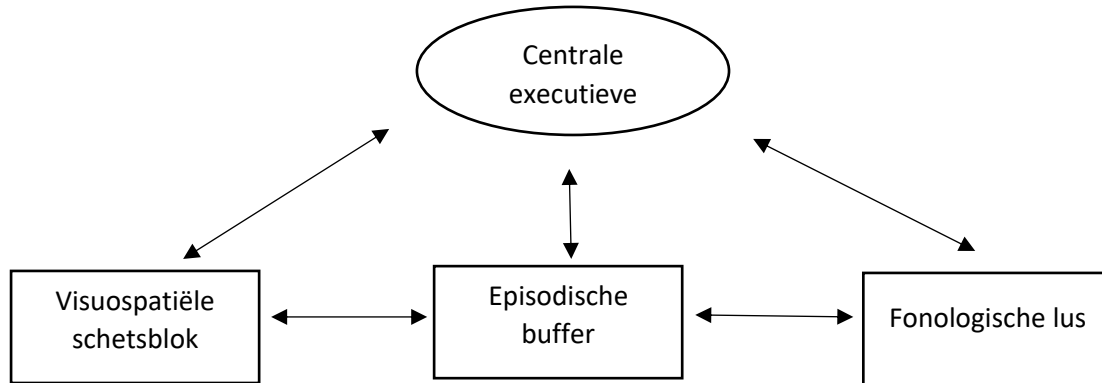 Centrale
executieve
Visuospatiële
schetsblok
Episodische
buffer
Fonologische lus